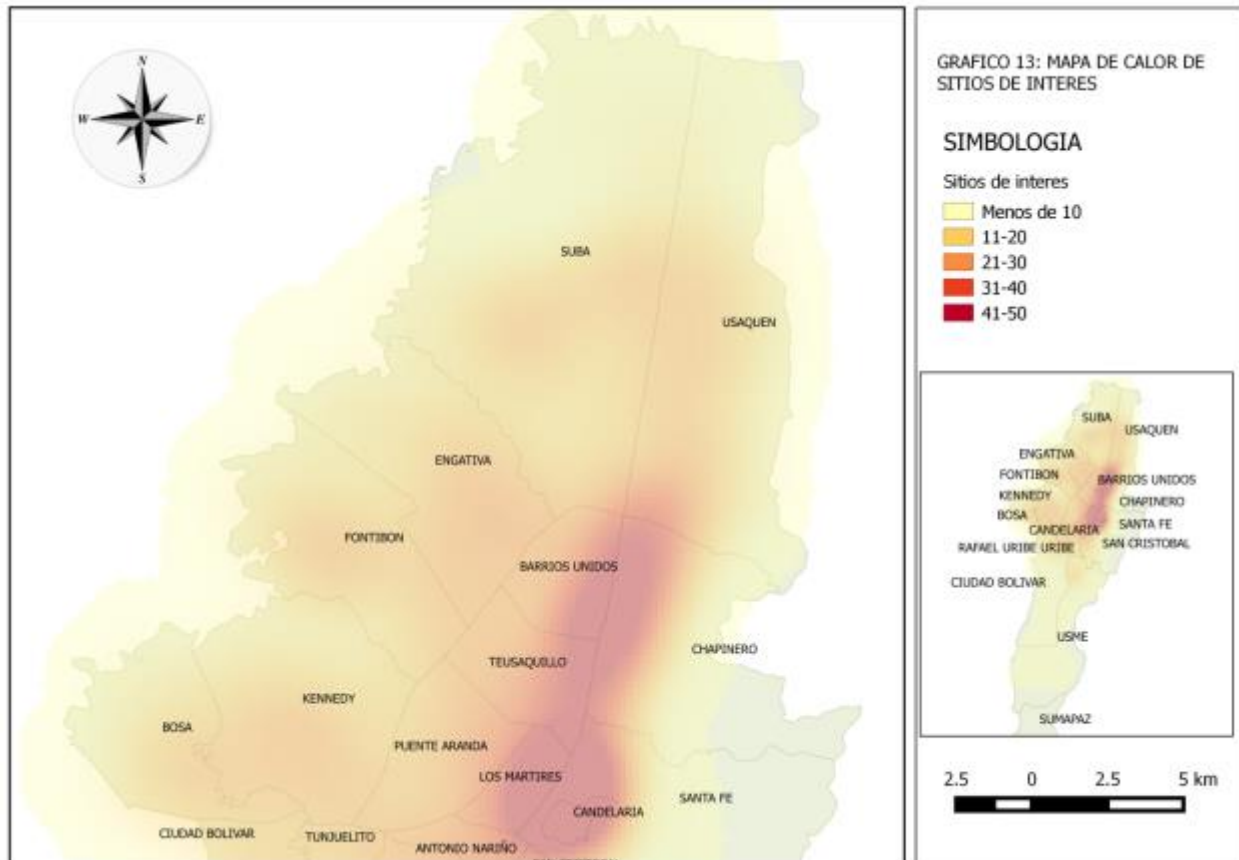 N
W E
S
SUBA
USAQUEN
ENGATIVA
FONTIBON
BARRIOS UNIDOS
CHAPINERO
TEUSAQUILLO
KENNEDY
BOSA
PUENTE ARANDA
LOS MARTIRES
SANTA FE
CANDELARIA
CIUDAD BOLIVAR
TUNJUELITO
ANTONIO NARIÑO
GRAFICO 13: MAPA DE CALOR DE
SITIOS DE INTERES
SIMBOLOGIA
Sitios de interes
Menos de 10
11-20
21-30
31-40
41-50
SUBA
USAQUEN
ENGATIVA
FONTIBON
BARRIOS UNIDOS
KENNEDY
CHAPINERO
BOSA
SANTA FE
CANDELARIA
SAN CRISTOBAL
RAFAEL URIBE URIBE
CIUDAD BOLIVAR
USME
SUMAPAZ
2.5 0 2.5 5 km